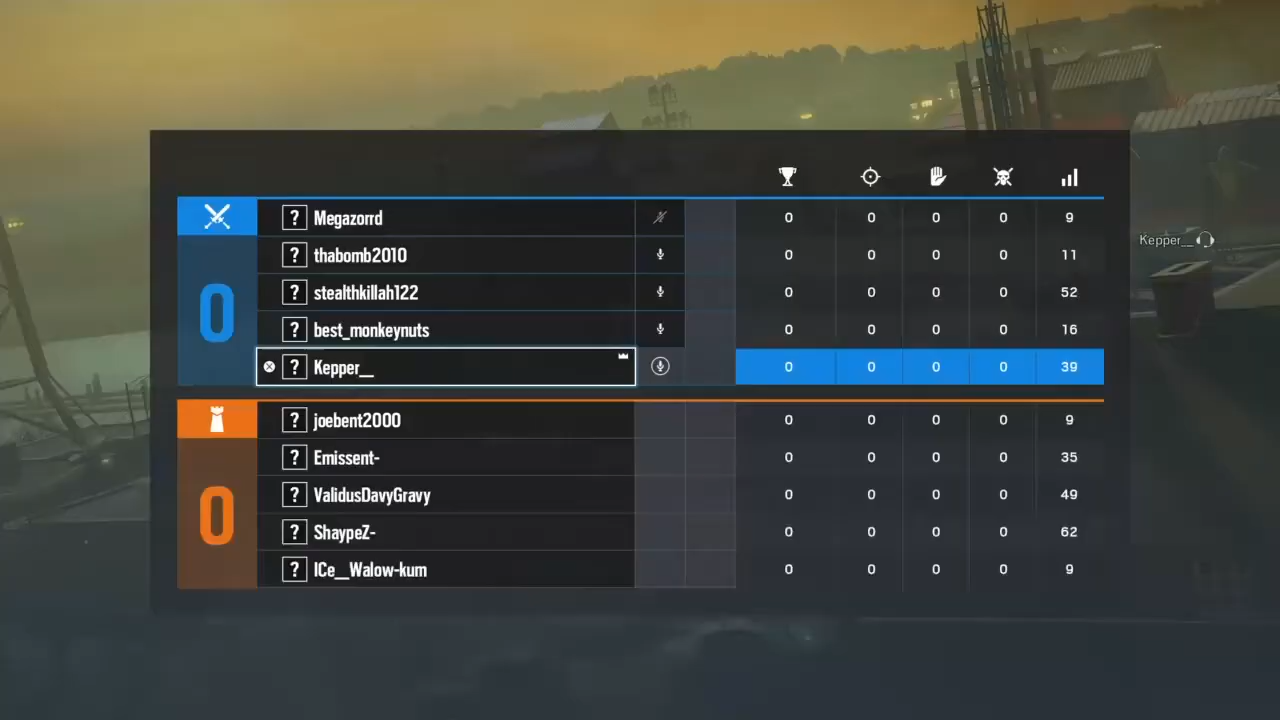 ? Megazorrd 0 0 0 0 9
? thabomb2010 0 0 0 0 11
0
? stealthkillah122 0 0 0 0 52
? best_monkeynuts 0 0 0 0 16
? Kepper__ 0 0 0 0 39
Kepper__
? joebent2000 0 0 0 0 9
? Emissent- 0 0 0 0 35
0
? ValidusDavyGravy 0 0 0 0 49
? ShaypeZ- 0 0 0 0 62
? ICe__Walow-kum 0 0 0 0 9